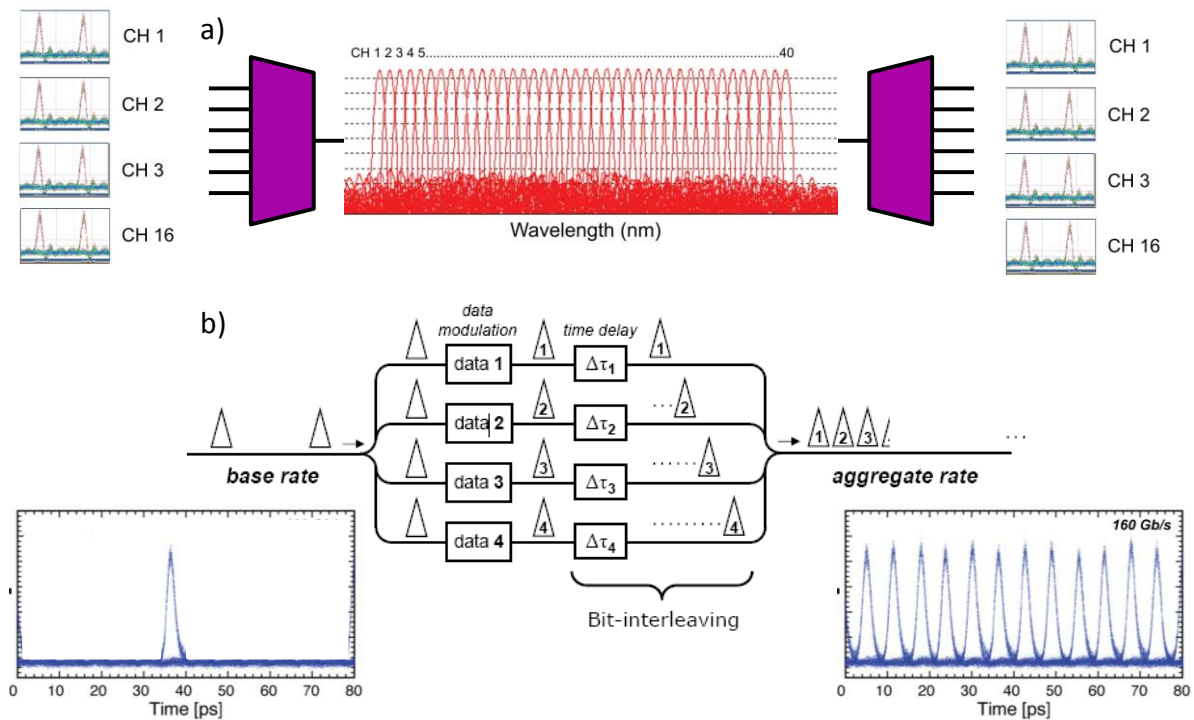 a)
CH 1
CH 2
CH 3
CH 16
CH 1 2 3 4 5......................................................................40
Wavelength (nm)
CH 1
CH 2
CH 3
CH 16
b)
data
modulation
time delay
data 1
1
Δτ1
1
data 2
2
Δτ2
...2
data 3
3
Δτ3
.......3
data 4
4
Δτ4
..........4
base rate
1 2 3
...
aggregate rate
Bit-interleaving
0 10 20 30 40 50 60 70 80
Time [ps]
160 Gb/s
0 10 20 30 40 50 60 70 80
Time [ps]